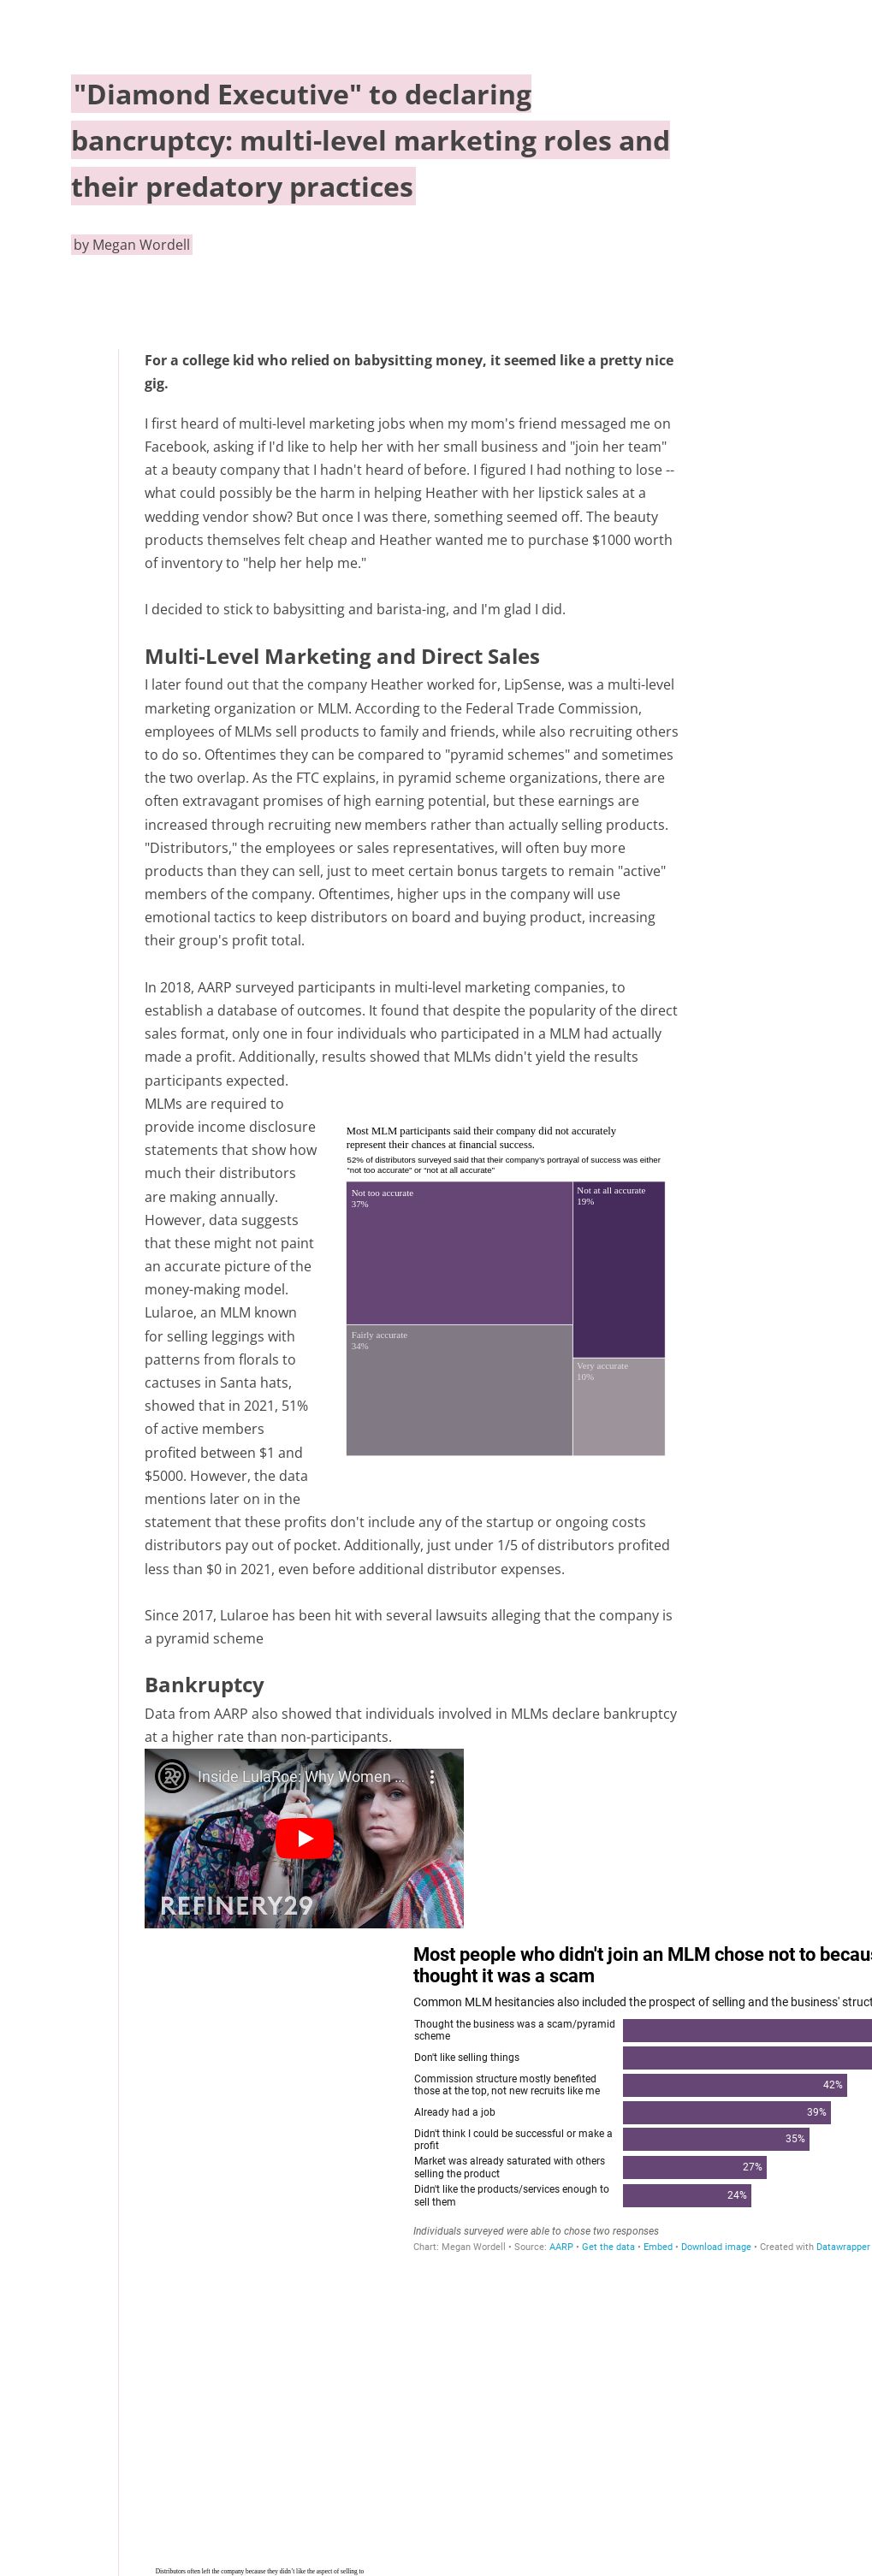 "Diamond Executive" to declaring
bancruptcy: multi-level marketing roles and
their predatory practices
by Megan Wordell
For a college kid who relied on babysitting money, it seemed like a pretty nice
gig.
I first heard of multi-level marketing jobs when my mom's friend messaged me on
Facebook, asking if I'd like to help her with her small business and "join her team"
at a beauty company that I hadn't heard of before. I figured I had nothing to lose --
what could possibly be the harm in helping Heather with her lipstick sales at a
wedding vendor show? But once I was there, something seemed off. The beauty
products themselves felt cheap and Heather wanted me to purchase $1000 worth
of inventory to "help her help me."
I decided to stick to babysitting and barista-ing, and I'm glad I did.
Multi-Level Marketing and Direct Sales
I later found out that the company Heather worked for, LipSense, was a multi-level
marketing organization or MLM. According to the Federal Trade Commission,
employees of MLMs sell products to family and friends, while also recruiting others
to do so. Oftentimes they can be compared to "pyramid schemes" and sometimes
the two overlap. As the FTC explains, in pyramid scheme organizations, there are
often extravagant promises of high earning potential, but these earnings are
increased through recruiting new members rather than actually selling products.
"Distributors," the employees or sales representatives, will often buy more
products than they can sell, just to meet certain bonus targets to remain "active"
members of the company. Oftentimes, higher ups in the company will use
emotional tactics to keep distributors on board and buying product, increasing
their group's profit total.
In 2018, AARP surveyed participants in multi-level marketing companies, to
establish a database of outcomes. It found that despite the popularity of the direct
sales format, only one in four individuals who participated in a MLM had actually
made a profit. Additionally, results showed that MLMs didn't yield the results
participants expected.
MLMs are required to
provide income disclosure
statements that show how
much their distributors
are making annually.
However, data suggests
that these might not paint
an accurate picture of the
money-making model.
Lularoe, an MLM known
for selling leggings with
patterns from florals to
cactuses in Santa hats,
showed that in 2021, 51%
of active members
profited between $1 and
$5000. However, the data
mentions later on in the
statement that these profits don't include any of the startup or ongoing costs
distributors pay out of pocket. Additionally, just under 1/5 of distributors profited
less than $0 in 2021, even before additional distributor expenses.
Most MLM participants said their company did not accurately
represent their chances at financial success.
52% of distributors surveyed said that their company's portrayal of success was either
"not too accurate" or "not at all accurate"
Not too accurate
37%
Not at all accurate
19%
Fairly accurate
34%
Very accurate
10%
Since 2017, Lularoe has been hit with several lawsuits alleging that the company is
a pyramid scheme
Bankruptcy
Data from AARP also showed that individuals involved in MLMs declare bankruptcy
at a higher rate than non-participants.
29
Inside LulaRoe: Why Women ...
REFINERY29
Most people who didn't join an MLM chose not to becau
thought it was a scam
Common MLM hesitancies also included the prospect of selling and the business' struct
Thought the business was a scam/pyramid
scheme
Don't like selling things
Commission structure mostly benefited
those at the top, not new recruits like me
42%
Already had a job
39%
Didn't think I could be successful or make a
profit
35%
Market was already saturated with others
selling the product
27%
Didn't like the products/services enough to
sell them
24%
Individuals surveyed were able to chose two responses
Chart: Megan Wordell • Source: AARP • Get the data • Embed • Download image • Created with Datawrapper
Distributors often left the company because they didn't like the aspect of selling to